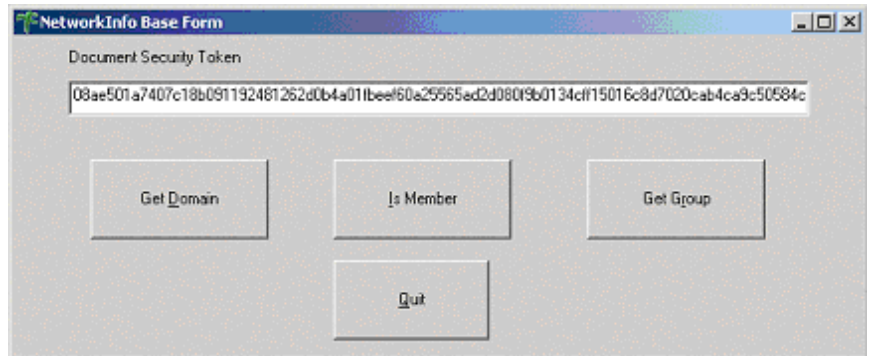 NetworkInfo Base Form
Document Security Token
08ae501a7407c18b091192481262d0b4a01fbeef60a25565ad2d080f9b0134cff15016c8d7020cab4ca9c50584c
Get Domain
Is Member
Get Group
Quit